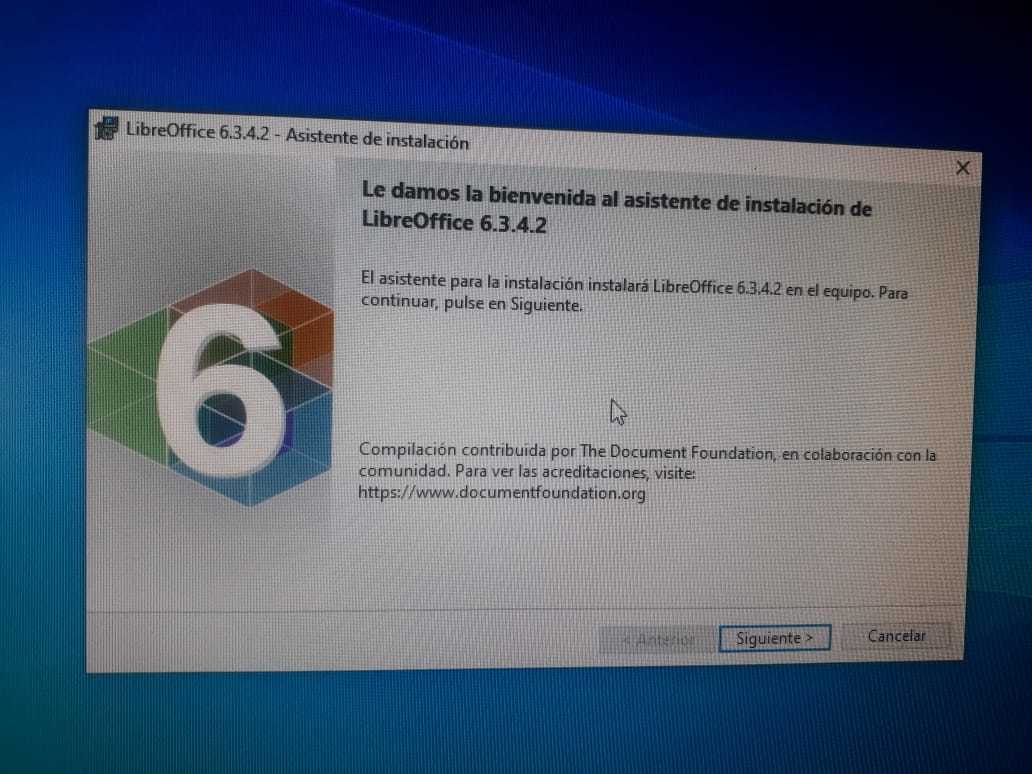 LibreOffice 6.3.4.2 - Asistente de instalación
Le damos la bienvenida al asistente de instalación de
LibreOffice 6.3.4.2
El asistente para la instalación instalará LibreOffice 6.3.4.2 en el equipo. Para
continuar, pulse en Siguiente.
6
Compilación contribuida por The Document Foundation, en colaboración con la
comunidad. Para ver las acreditaciones, visite:
https://www.documentfoundation.org
< Anterior
Siguiente >
Cancelar